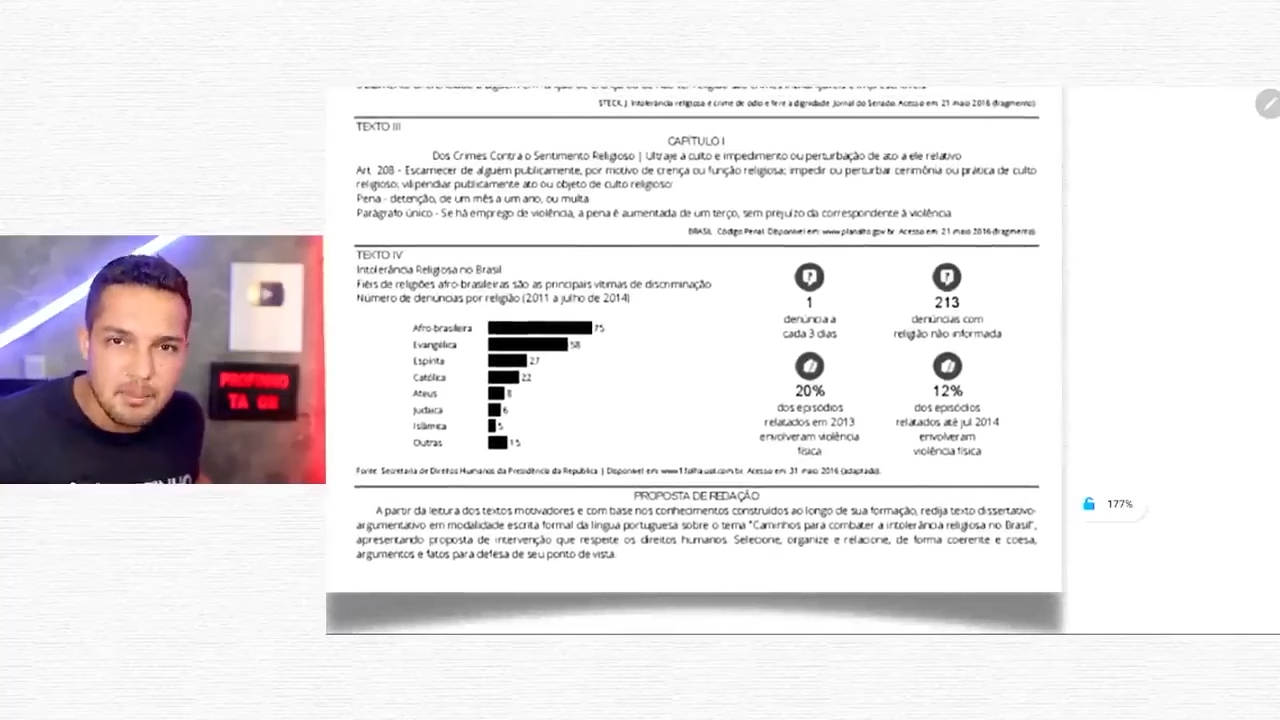 STECK, J. Intolerância religiosa é crime de ódio e fere a dignidade. Jornal do Senado. Acesso em: 21 maio 2016 (fragmento).
TEXTO III
CAPÍTULO I
Dos Crimes Contra o Sentimento Religioso | Ultraje a culto e impedimento ou perturbação de ato a ele relativo
Art. 208 - Escarnecer de alguém publicamente, por motivo de crença ou função religiosa; impedir ou perturbar cerimônia ou prática de culto
religioso; vilipendiar publicamente ato ou objeto de culto religioso:
Pena - detenção, de um mês a um ano, ou multa.
Parágrafo único - Se há emprego de violência, a pena é aumentada de um terço, sem prejuízo da correspondente à violência
BRASIL. Código Penal. Disponível em: www.planalto.gov.br. Acesso em: 21 maio 2016 (fragmento).
TEXTO IV
Intolerância Religiosa no Brasil
Fiéis de religiões afro-brasileiras são as principais vítimas de discriminação
Número de denúncias por religião (2011 a julho de 2014)
Afro-brasileira 75
Evangélica 58
Espírita 27
Católica 22
Ateus 8
Judaica 6
Islâmica 5
Outras 15
1
denúncia a
cada 3 dias
213
denúncias com
religião não informada
20%
dos episódios
relatados em 2013
envolveram violência
física
12%
dos episódios
relatados até jul. 2014
envolveram
violência física
Fonte: Secretaria de Direitos Humanos da Presidência da República | Disponível em: www1.folha.uol.com.br. Acesso em: 31 maio 2016 (adaptado).
PROPOSTA DE REDAÇÃO
A partir da leitura dos textos motivadores e com base nos conhecimentos construídos ao longo de sua formação, redija texto dissertativo-
argumentativo em modalidade escrita formal da língua portuguesa sobre o tema "Caminhos para combater a intolerância religiosa no Brasil",
apresentando proposta de intervenção que respeite os direitos humanos. Selecione, organize e relacione, de forma coerente e coesa,
argumentos e fatos para defesa de seu ponto de vista.
PROFINHO
TA ON
177%